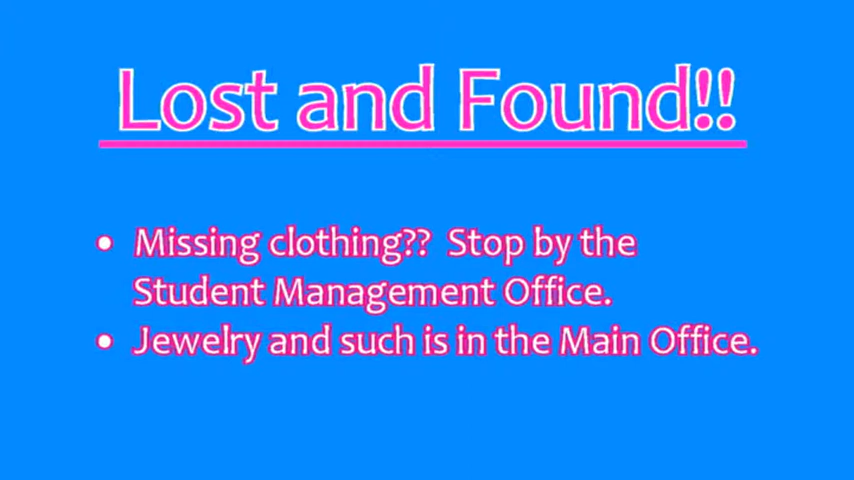 Lost and Found!!
• Missing clothing??  Stop by the
Student Management Office.
• Jewelry and such is in the Main Office.